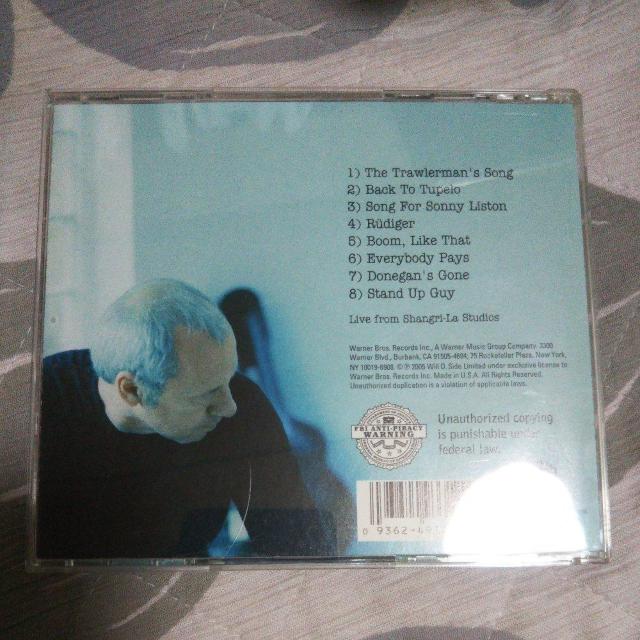 1) The Trawlerman's Song
2) Back To Tupelo
3) Song For Sonny Liston
4) Rüdiger
5) Boom, Like That
6) Everybody Pays
7) Donegan's Gone
8) Stand Up Guy
Live from Shangri-La Studios
Warner Bros. Records Inc., A Warner Music Group Company. 3300
Warner Blvd., Burbank, CA 91505-4694, 75 Rockefeller Plaza, New York,
NY 10019-6908. © ℗ 2005 Will D. Side Limited under exclusive license to
Warner Bros. Records Inc. Made in U.S.A. All Rights Reserved.
Unauthorized duplication is a violation of applicable laws.
FBI ANTI-PIRACY
WARNING
Unauthorized copying
is punishable under
federal law.
0 9362